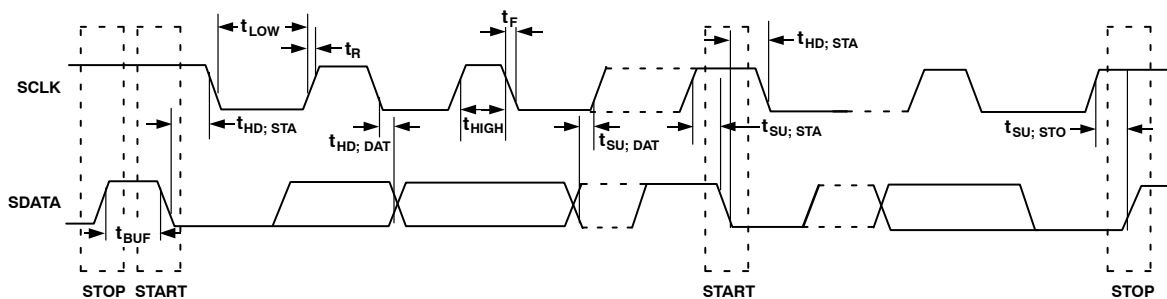 tLOW
tR
tF
tHD; STA
SCLK
tHD; STA
tHD; DAT
tHIGH
tSU; DAT
tSU; STA
tSU; STO
SDATA
tBUF
STOP START START STOP